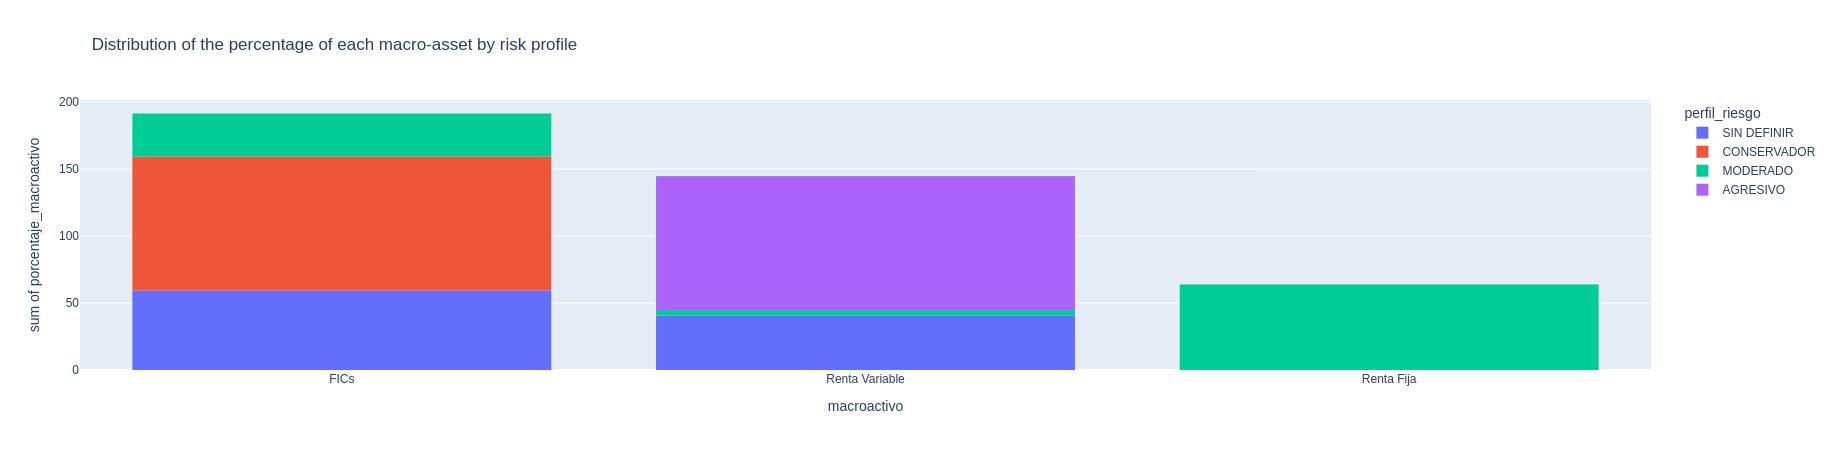 Distribution of the percentage of each macro-asset by risk profile
sum of porcentaje_macroactivo
200
150
100
50
0
FICs
Renta Variable
Renta Fija
macroactivo
perfil_riesgo
SIN DEFINIR
CONSERVADOR
MODERADO
AGRESIVO